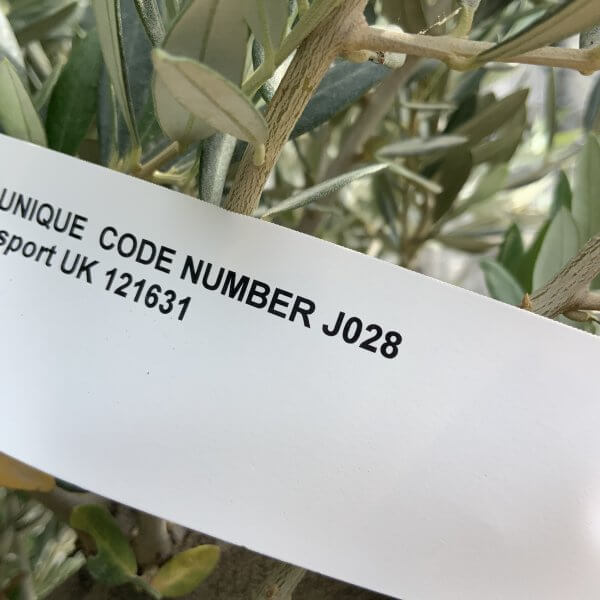 UNIQUE CODE NUMBER J028
sport UK 121631